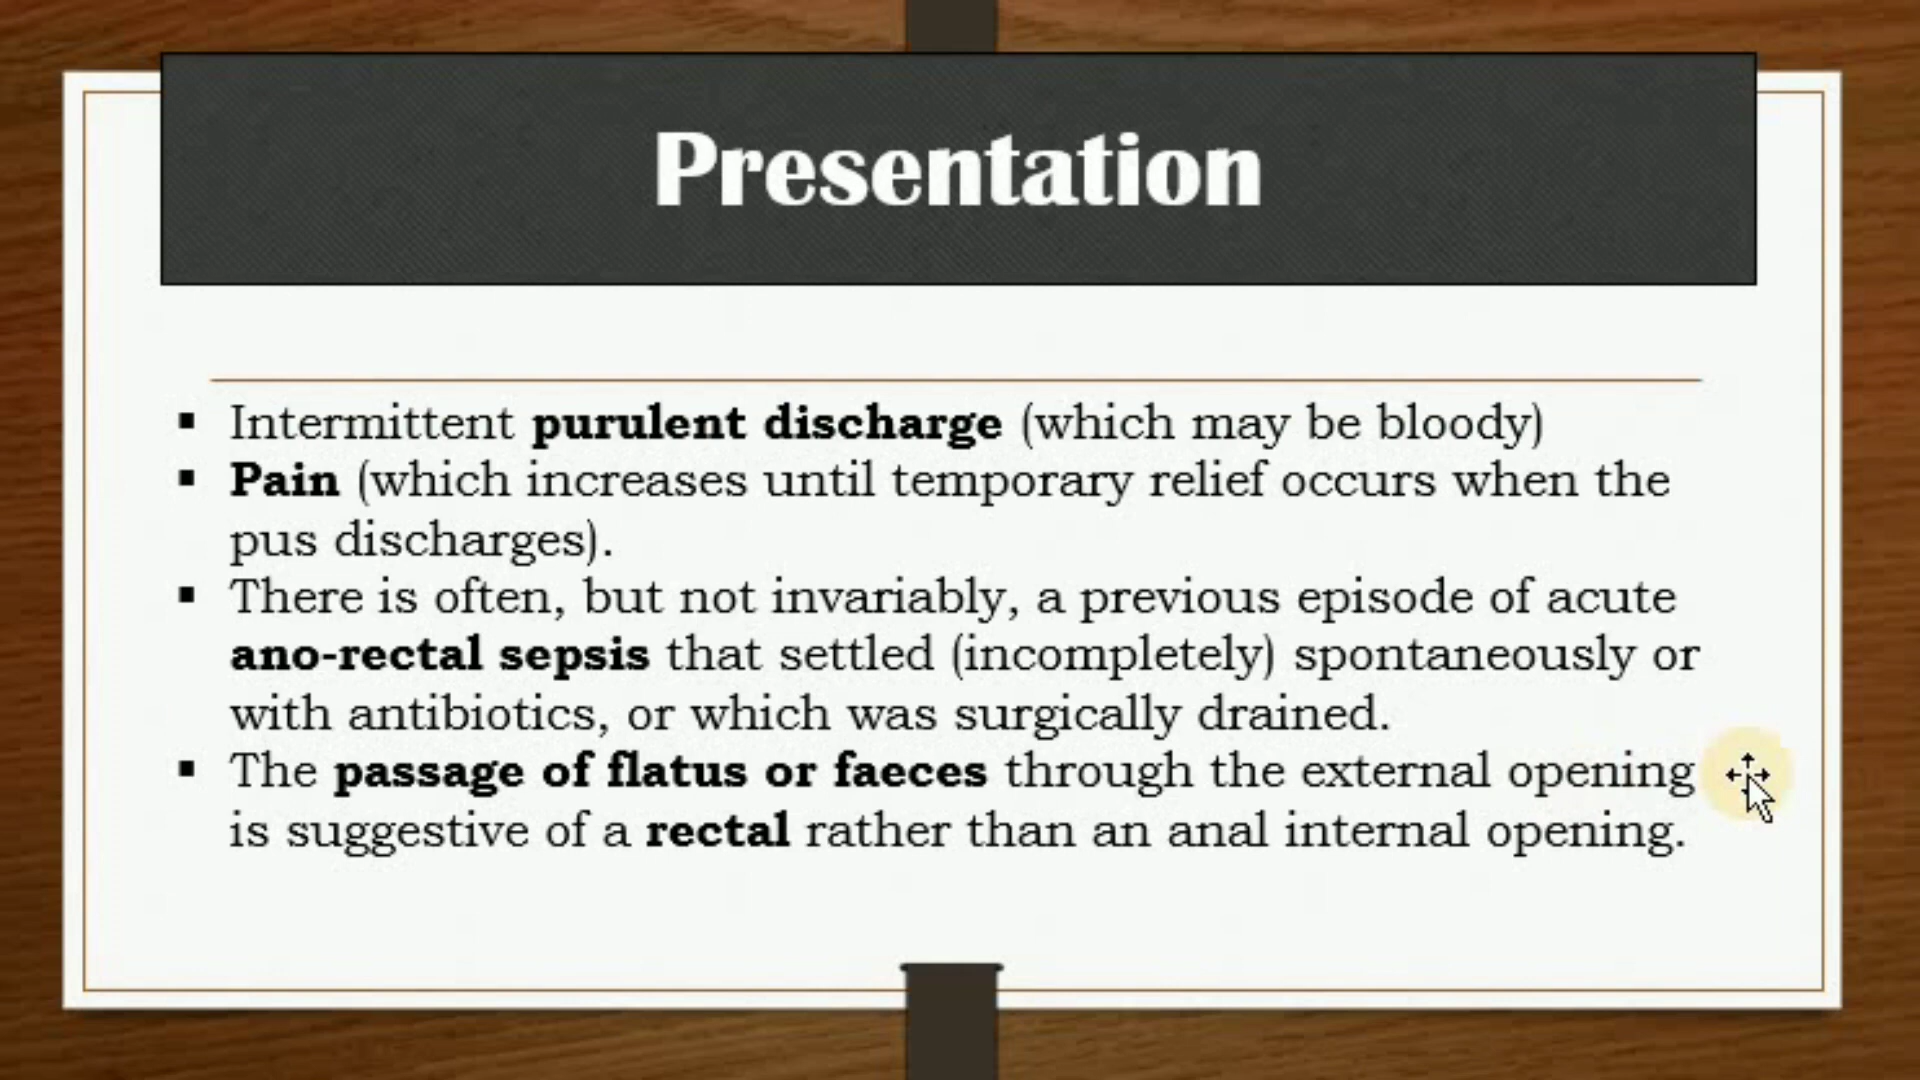 Presentation
▪ Intermittent purulent discharge (which may be bloody)
▪ Pain (which increases until temporary relief occurs when the
pus discharges).
▪ There is often, but not invariably, a previous episode of acute
ano-rectal sepsis that settled (incompletely) spontaneously or
with antibiotics, or which was surgically drained.
▪ The passage of flatus or faeces through the external opening
is suggestive of a rectal rather than an anal internal opening.